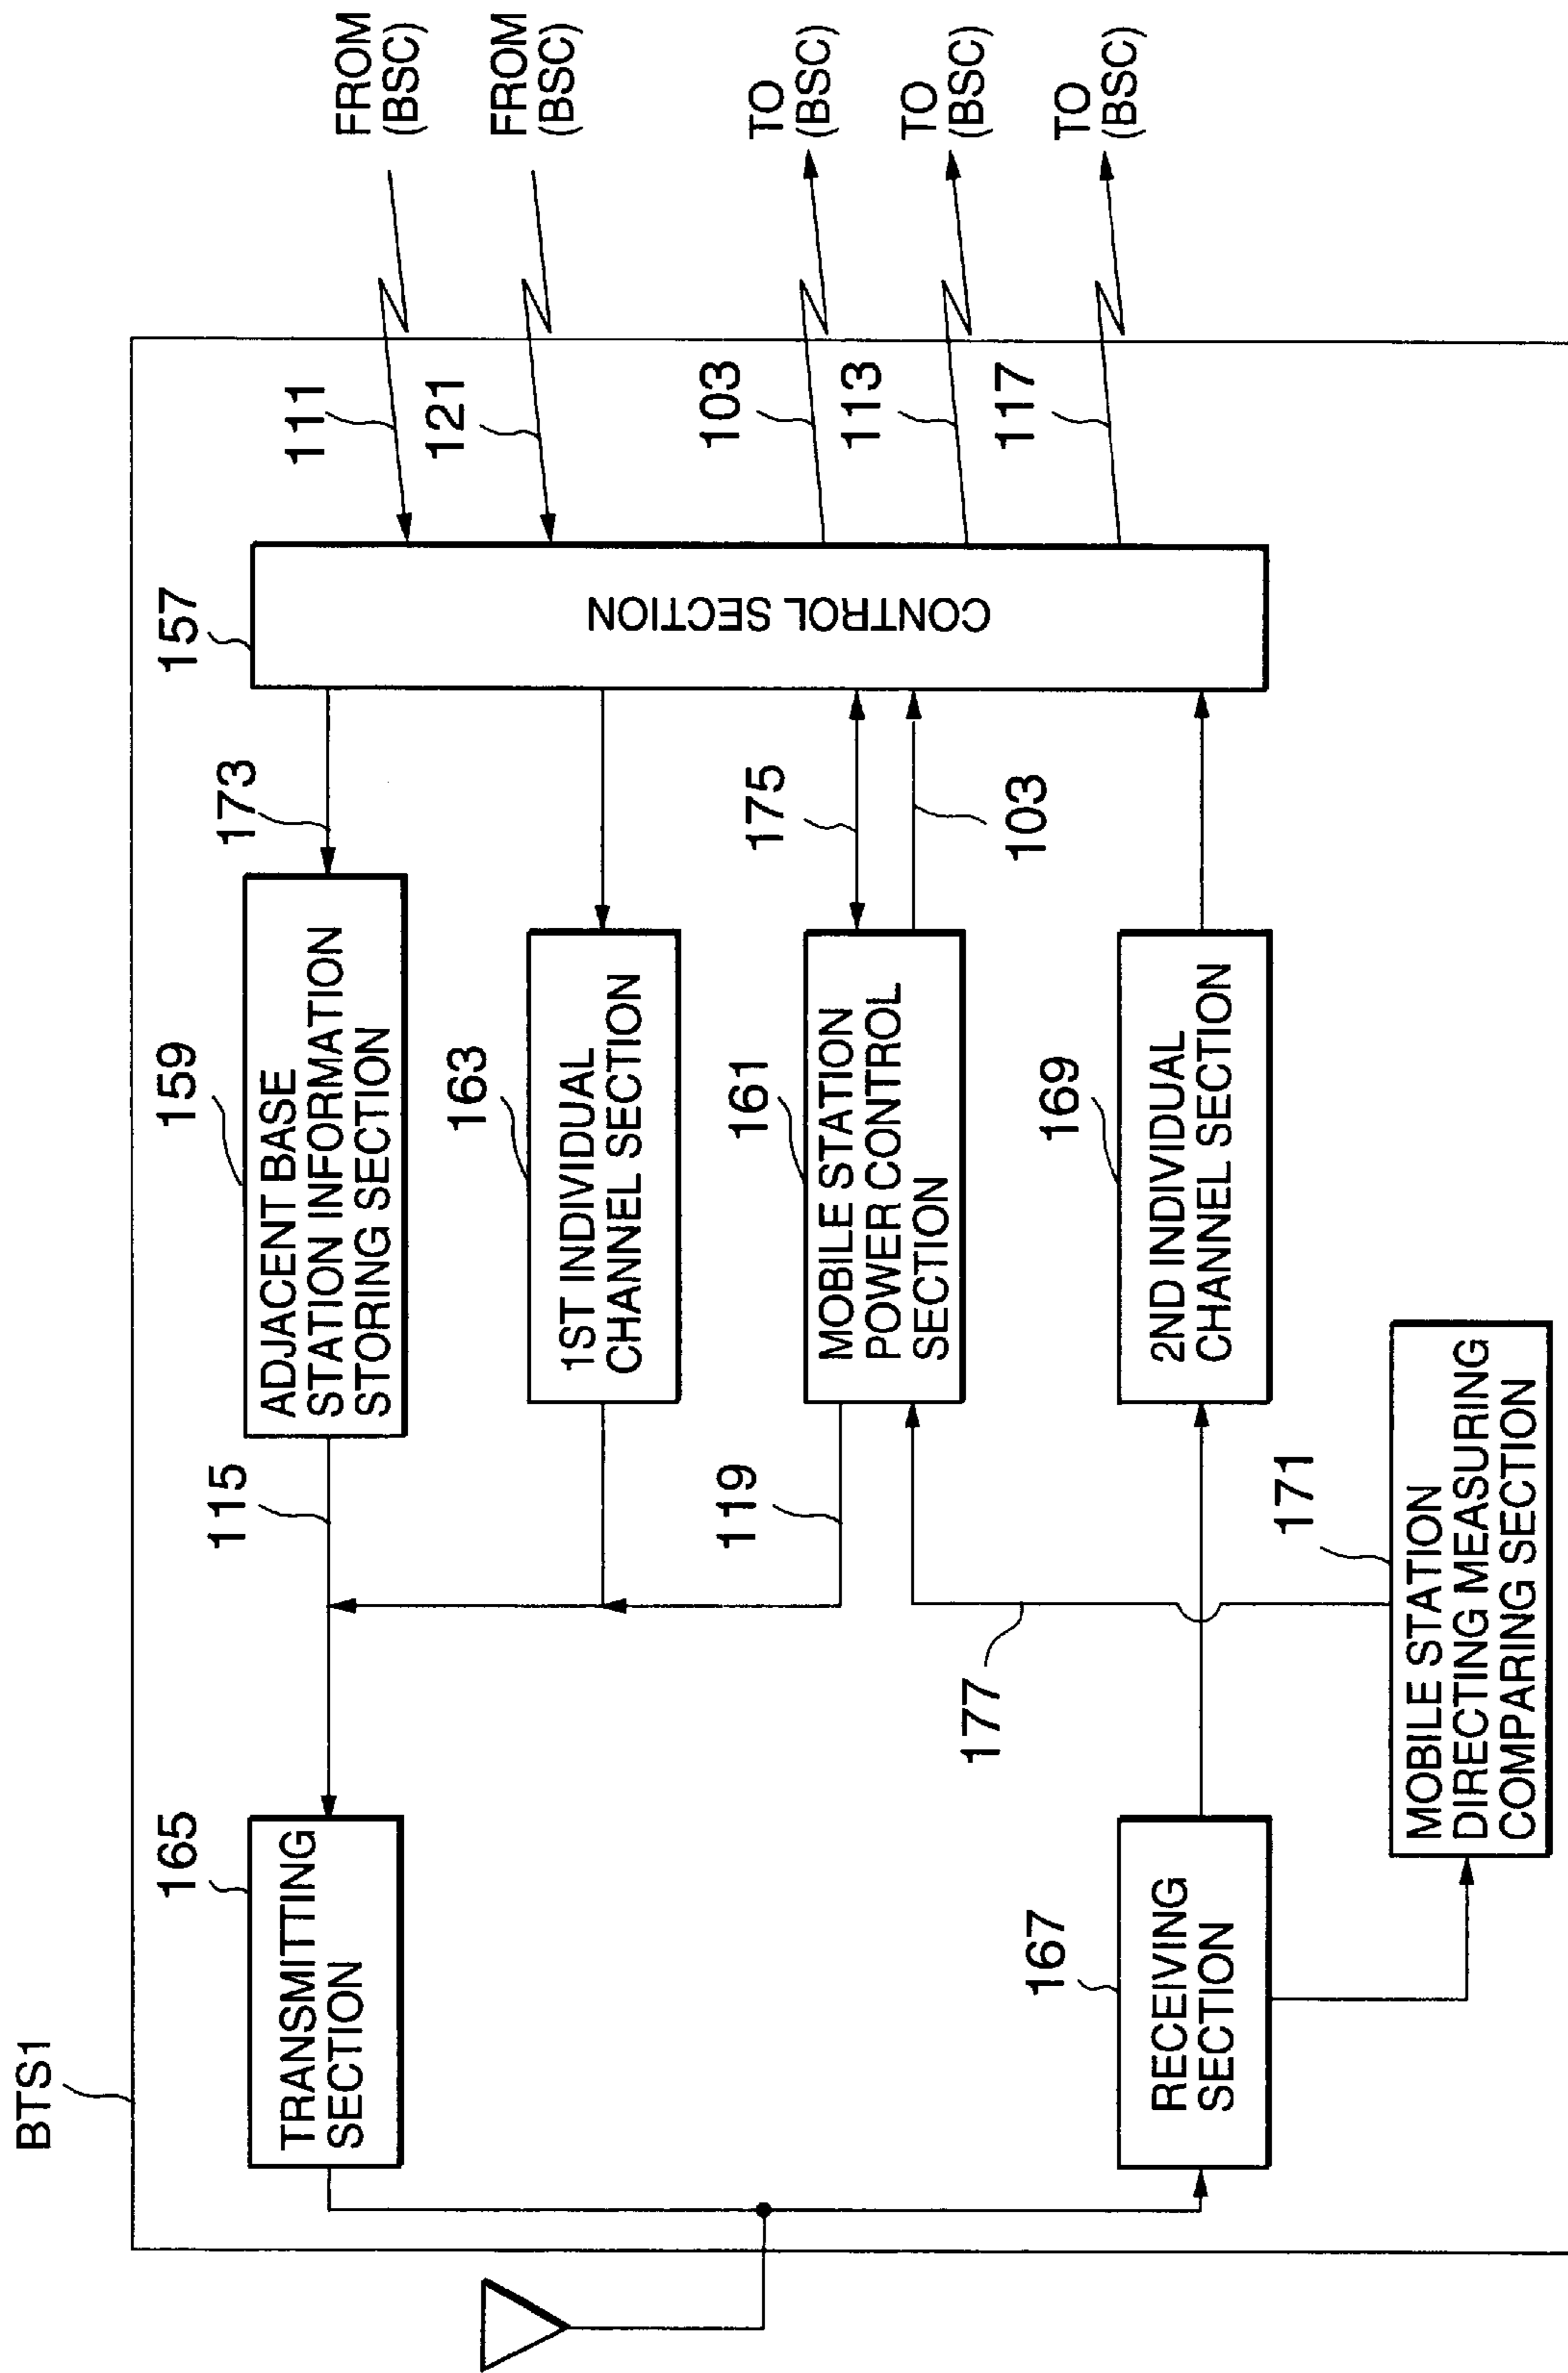 BTS1
165
TRANSMITTING
SECTION
115
159
ADJACENT BASE
STATION INFORMATION
STORING SECTION
173
157
CONTROL SECTION
111
FROM
(BSC)
121
FROM
(BSC)
163
1ST INDIVIDUAL
CHANNEL SECTION
119
161
MOBILE STATION
POWER CONTROL
SECTION
175
103
103
TO
(BSC)
113
TO
(BSC)
117
TO
(BSC)
177
167
RECEIVING
SECTION
169
2ND INDIVIDUAL
CHANNEL SECTION
171
MOBILE STATION
DIRECTING MEASURING
COMPARING SECTION